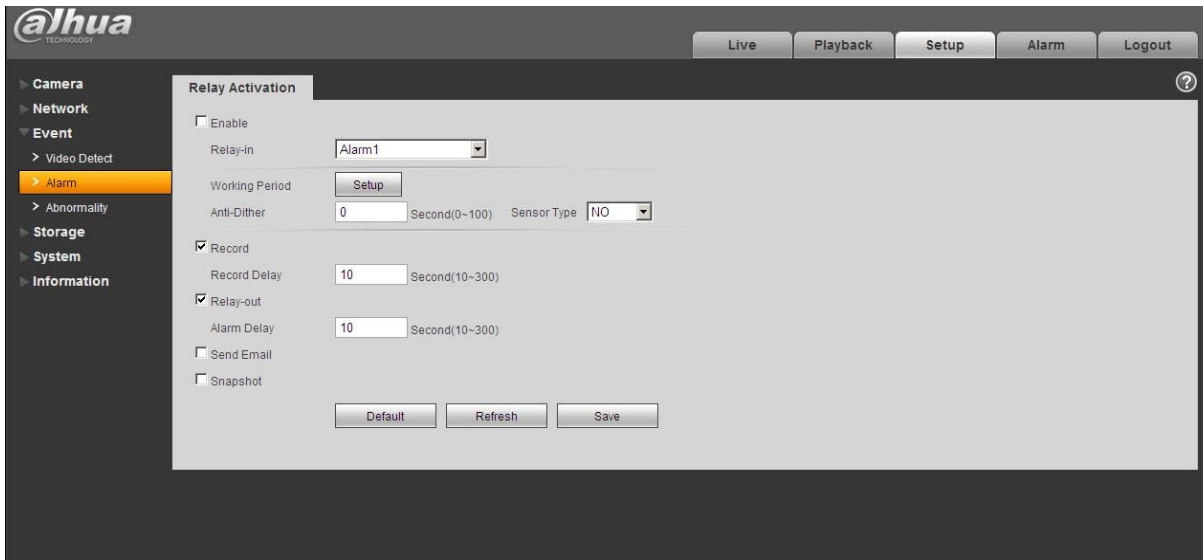 alhua
TECHNOLOGY
Live Playback Setup Alarm Logout
Camera
Network
Event
> Video Detect
> Alarm
> Abnormality
Storage
System
Information
Relay Activation
?
Enable
Relay-in Alarm1
Working Period Setup
Anti-Dither 0 Second(0~100) Sensor Type NO
Record
Record Delay 10 Second(10~300)
Relay-out
Alarm Delay 10 Second(10~300)
Send Email
Snapshot
Default Refresh Save